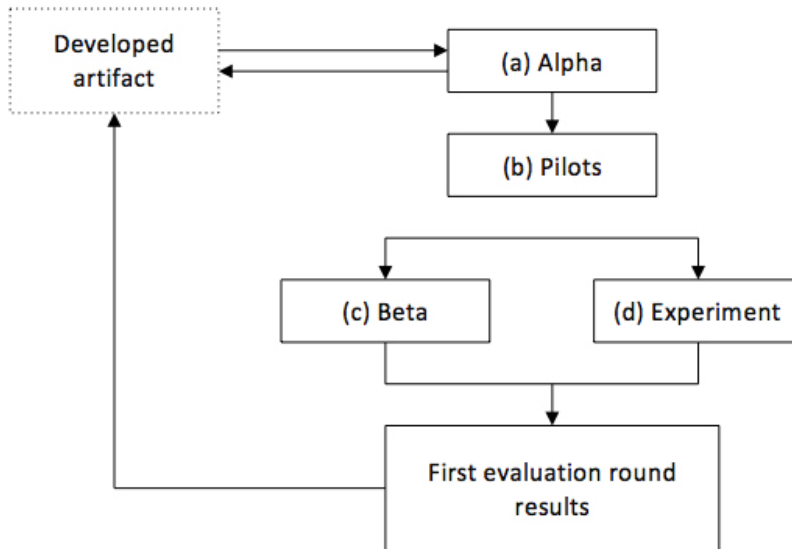 Developed
artifact
(a) Alpha
(b) Pilots
(c) Beta
(d) Experiment
First evaluation round
results